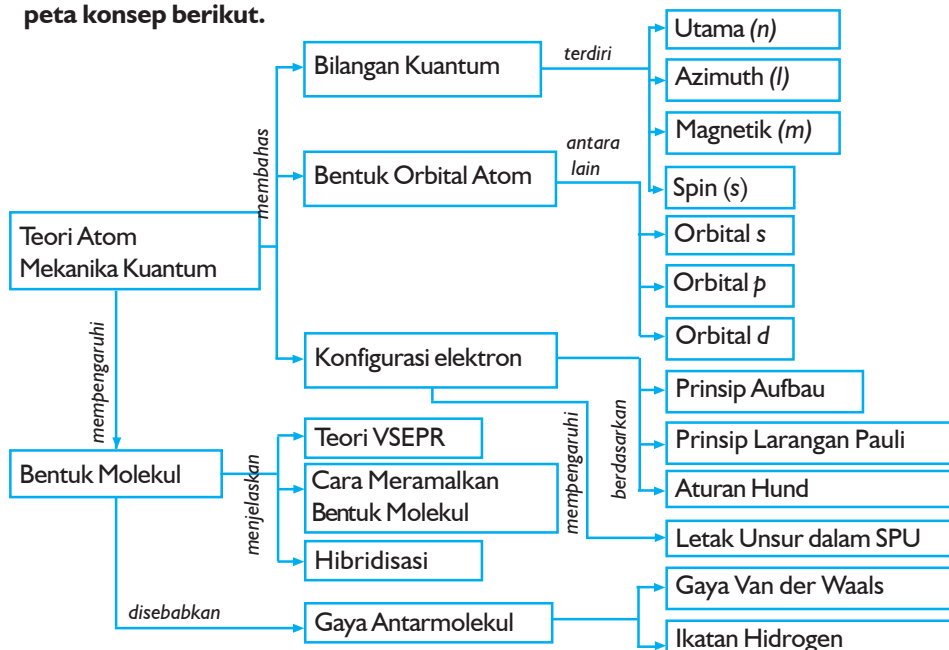 peta konsep berikut.
Teori Atom
Mekanika Kuantum
membahas
Bilangan Kuantum
terdiri
Utama (n)
Azimuth (l)
Magnetik (m)
Spin (s)
Bentuk Orbital Atom
antara
lain
Orbital s
Orbital p
Orbital d
Konfigurasi elektron
berdasarkan
Prinsip Aufbau
Prinsip Larangan Pauli
Aturan Hund
mempengaruhi
Letak Unsur dalam SPU
mempengaruhi
Bentuk Molekul
menjelaskan
Teori VSEPR
Cara Meramalkan
Bentuk Molekul
Hibridisasi
disebabkan
Gaya Antarmolekul
Gaya Van der Waals
Ikatan Hidrogen